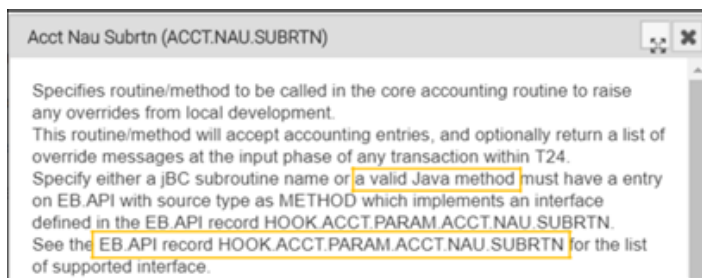 Acct Nau Subrtn (ACCT.NAU.SUBRTN)
Specifies routine/method to be called in the core accounting routine to raise
any overrides from local development.
This routine/method will accept accounting entries, and optionally return a list of
override messages at the input phase of any transaction within T24.
Specify either a jBC subroutine name or a valid Java method must have a entry
on EB.API with source type as METHOD which implements an interface
defined in the EB.API record HOOK.ACCT.PARAM.ACCT.NAU.SUBRTN.
See the EB.API record HOOK.ACCT.PARAM.ACCT.NAU.SUBRTN for the list
of supported interface.